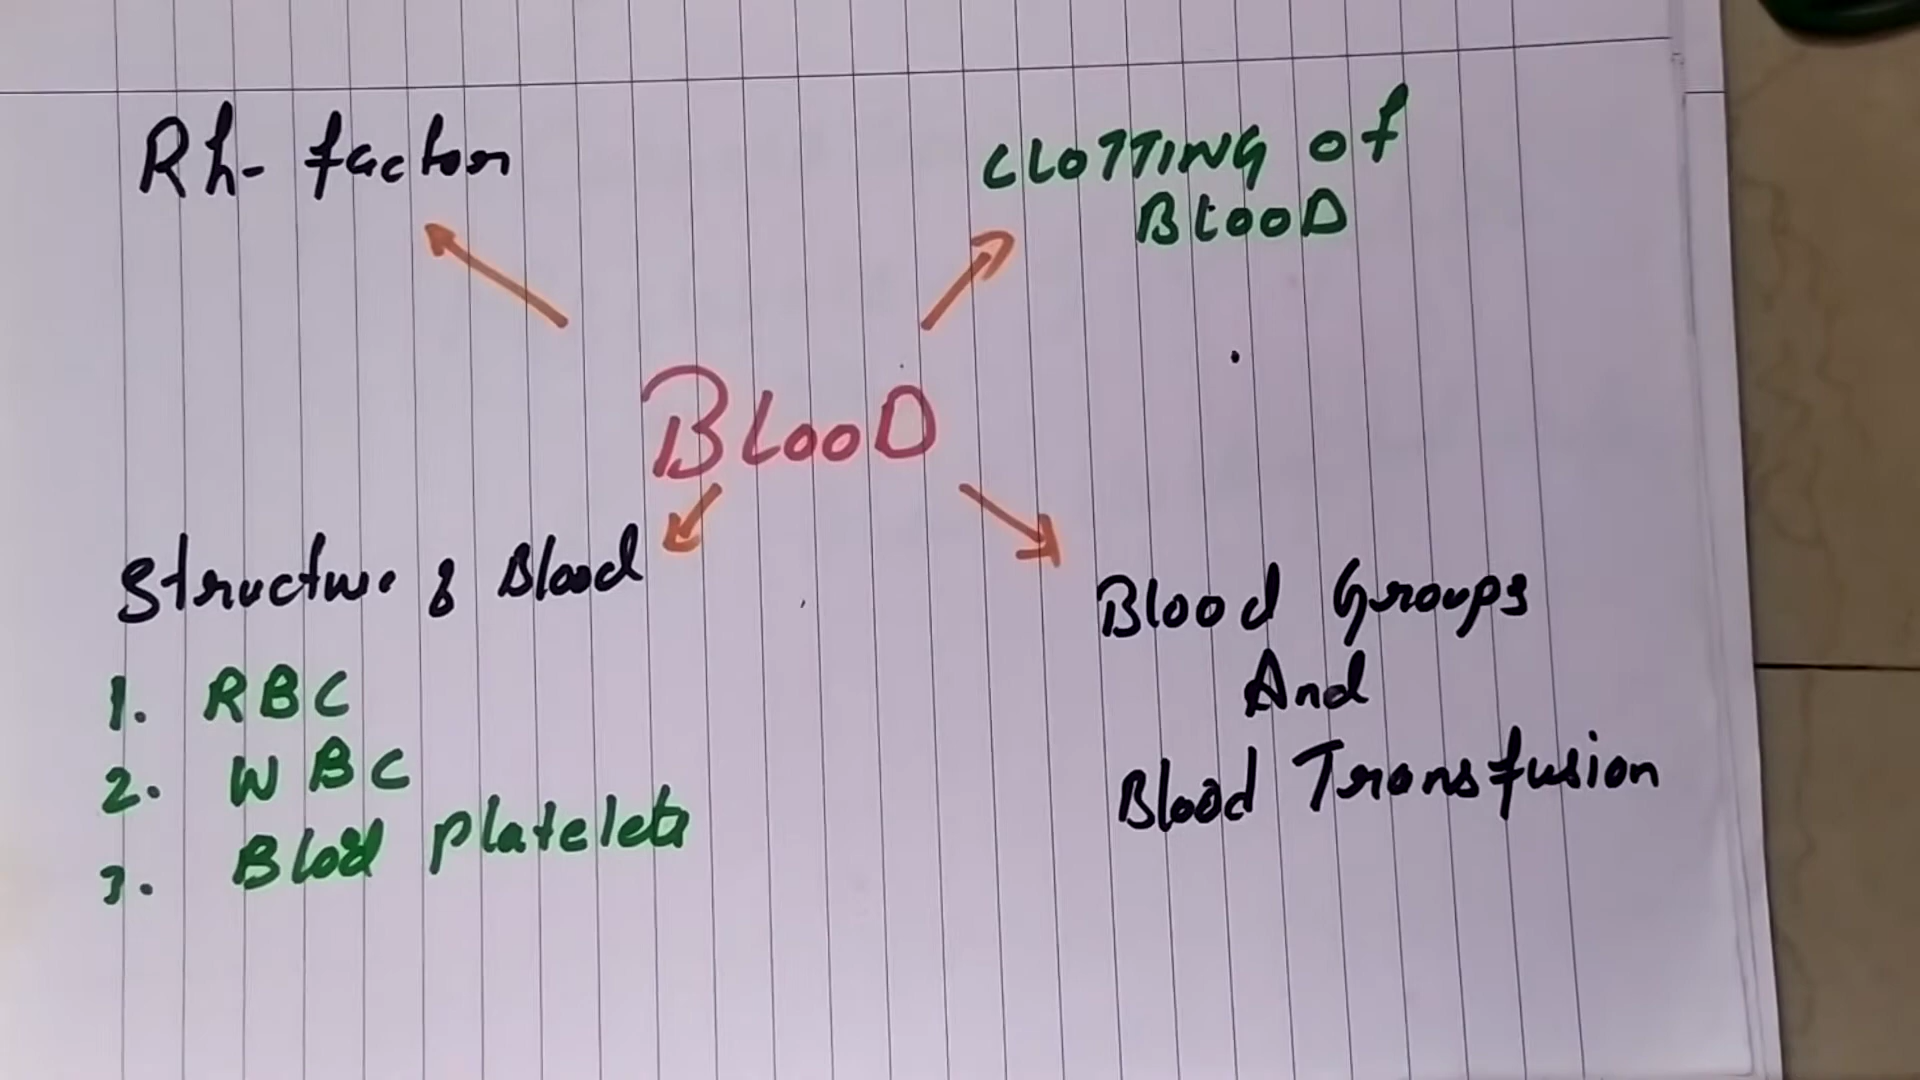 Rh- factor
CLOTTING of
BLOOD
BLOOD
Structure of Blood
1. RBC
2. WBC
3. Blood platelets
Blood Groups
And
Blood Transfusion